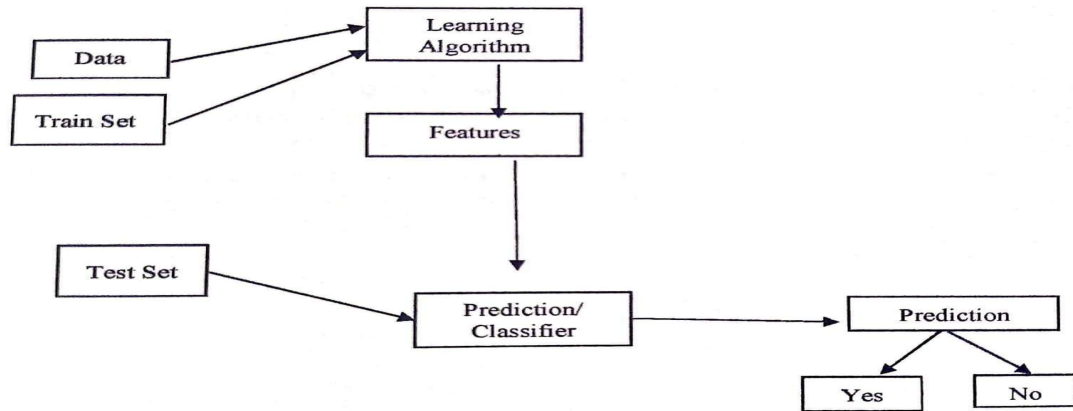 Learning
Algorithm
Data
Train Set
Features
Test Set
Prediction/
Classifier
Prediction
Yes
No